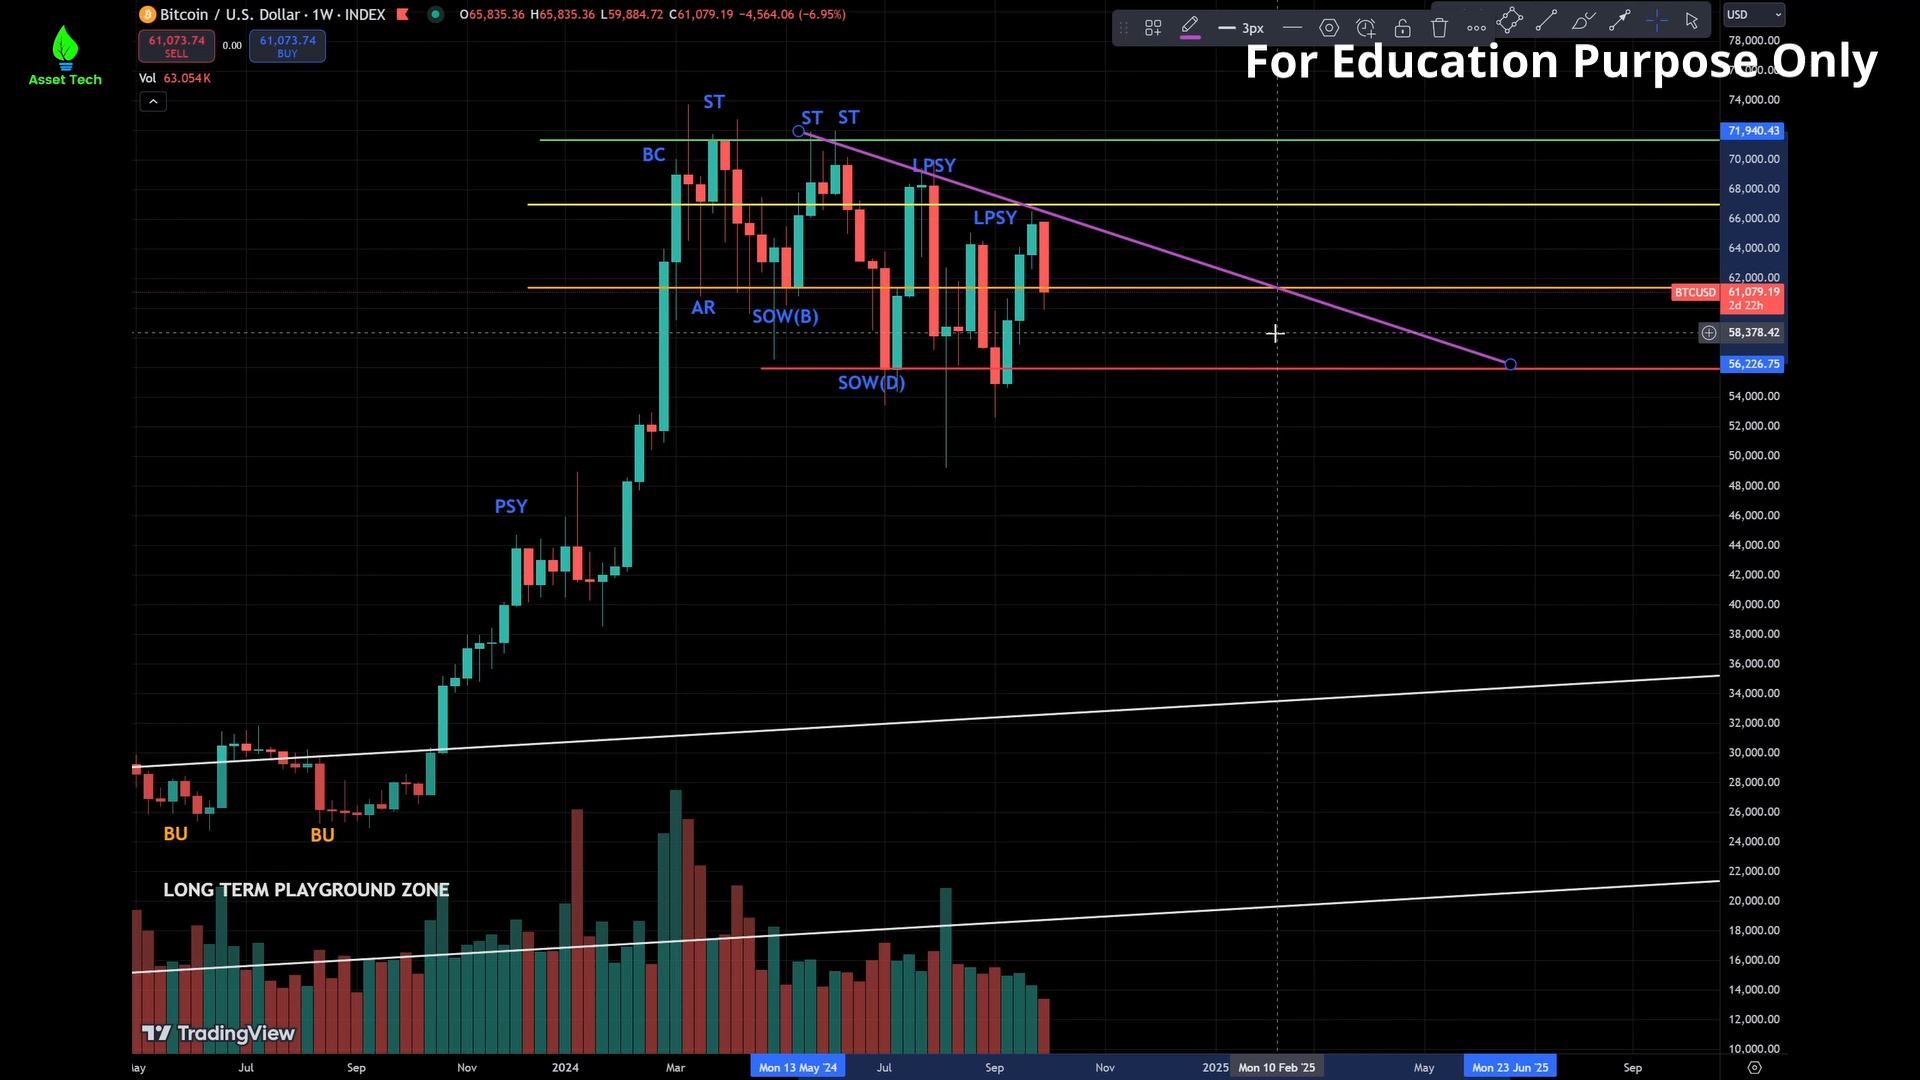 Bitcoin / U.S. Dollar · 1W · INDEX
O65,835.36 H65,835.36 L59,884.72 C61,079.19 −4,564.06 (−6.95%)
61,073.74
SELL
0.00
61,073.74
BUY
Vol 63.054K
Asset Tech
3px
USD
For Education Purpose Only
ST
ST
ST
BC
LPSY
LPSY
AR
SOW(B)
SOW(D)
PSY
BU
BU
LONG TERM PLAYGROUND ZONE
TradingView
78,000.00
74,000.00
71,940.43
70,000.00
68,000.00
66,000.00
64,000.00
62,000.00
BTCUSD
61,079.19
2d 22h
58,378.42
56,226.75
54,000.00
52,000.00
50,000.00
48,000.00
46,000.00
44,000.00
42,000.00
40,000.00
38,000.00
36,000.00
34,000.00
32,000.00
30,000.00
28,000.00
26,000.00
24,000.00
22,000.00
20,000.00
18,000.00
16,000.00
14,000.00
12,000.00
10,000.00
Jul
Sep
Nov
2024
Mar
Mon 13 May '24
Jul
Sep
Nov
2025
Mon 10 Feb '25
May
Mon 23 Jun '25
Sep